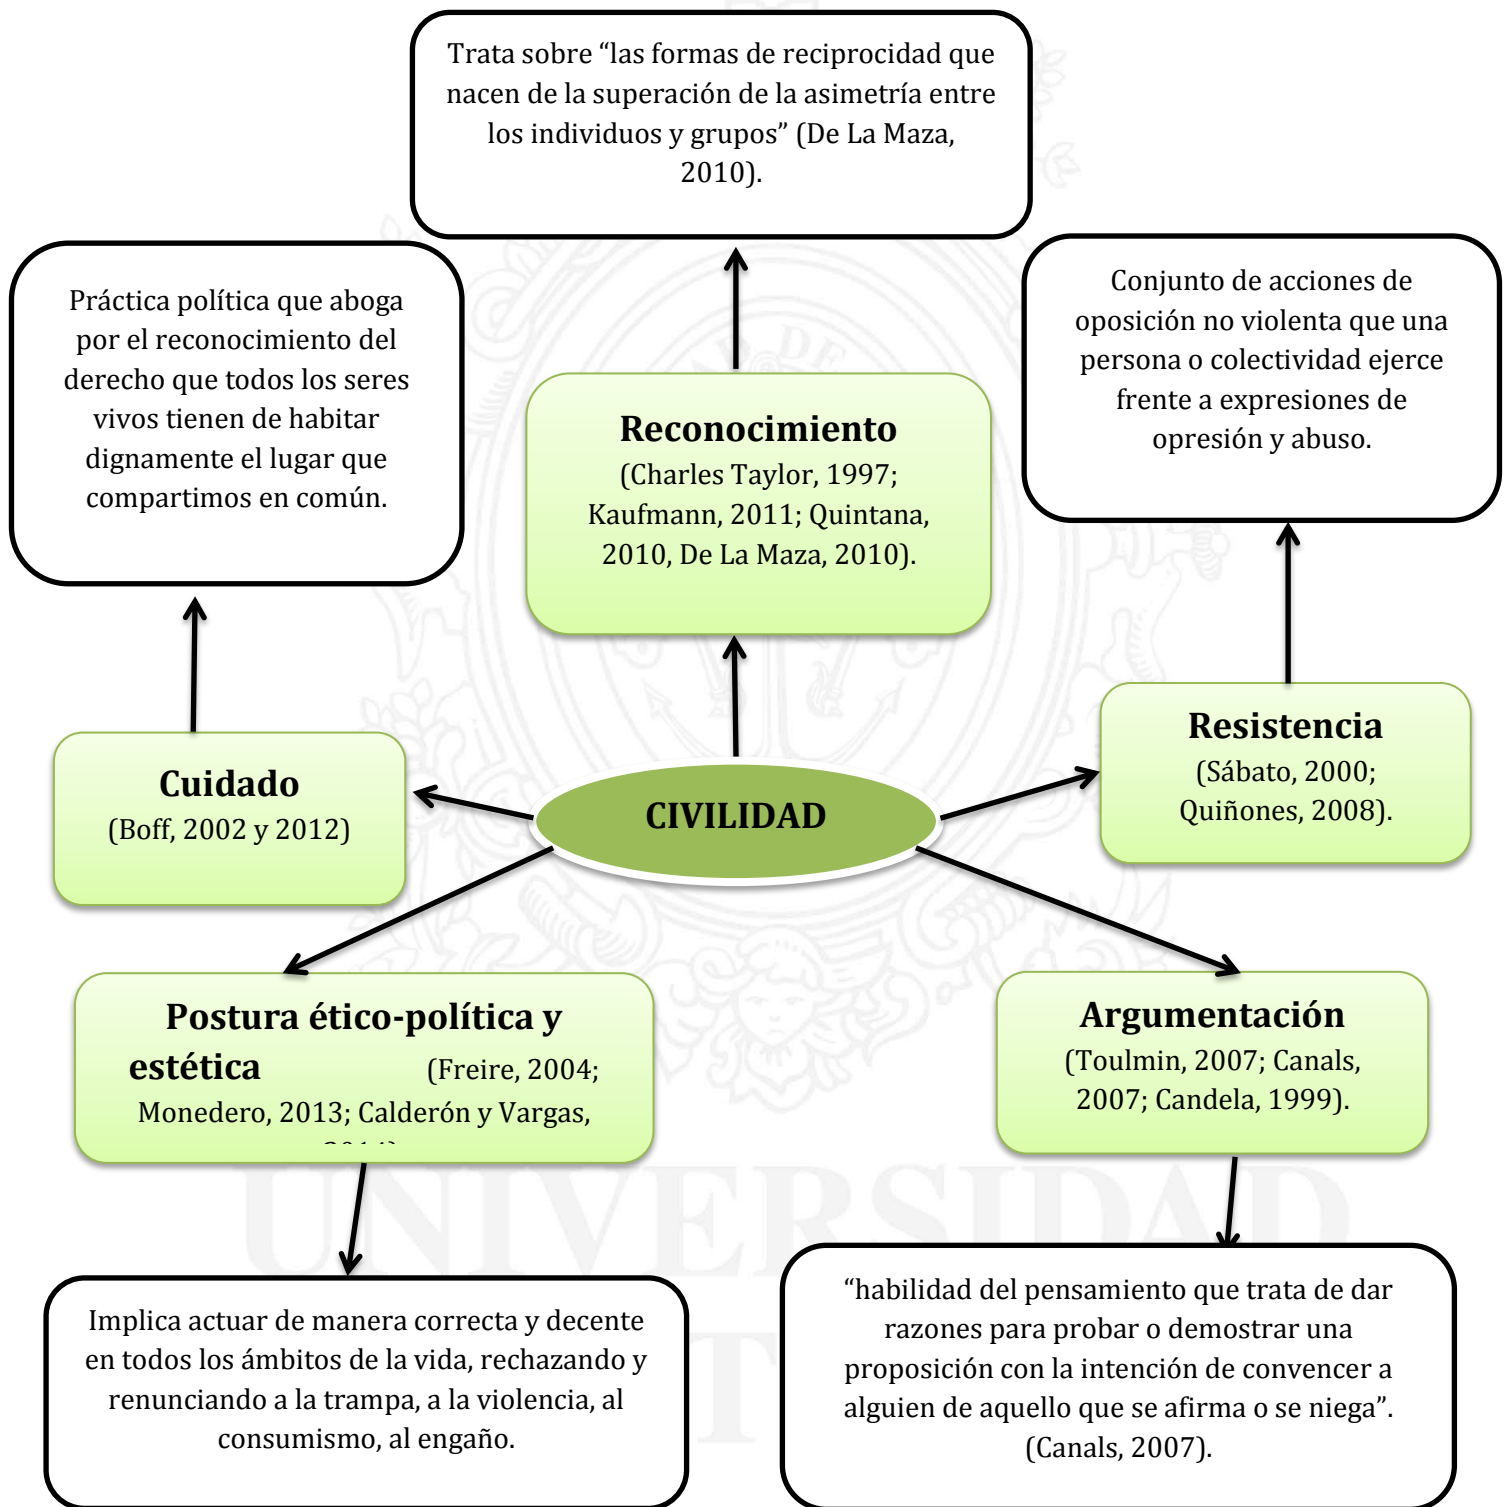 Trata sobre “las formas de reciprocidad que
nacen de la superación de la asimetría entre
los individuos y grupos” (De La Maza,
2010).
Práctica política que aboga
por el reconocimiento del
derecho que todos los seres
vivos tienen de habitar
dignamente el lugar que
compartimos en común.
Conjunto de acciones de
oposición no violenta que una
persona o colectividad ejerce
frente a expresiones de
opresión y abuso.
Reconocimiento
(Charles Taylor, 1997;
Kaufmann, 2011; Quintana,
2010, De La Maza, 2010).
Cuidado
(Boff, 2002 y 2012)
CIVILIDAD
Resistencia
(Sábato, 2000;
Quiñones, 2008).
Postura ético-política y
estética (Freire, 2004;
Monedero, 2013; Calderón y Vargas,
Argumentación
(Toulmin, 2007; Canals,
2007; Candela, 1999).
Implica actuar de manera correcta y decente
en todos los ámbitos de la vida, rechazando y
renunciando a la trampa, a la violencia, al
consumismo, al engaño.
“habilidad del pensamiento que trata de dar
razones para probar o demostrar una
proposición con la intención de convencer a
alguien de aquello que se afirma o se niega”.
(Canals, 2007).
UNIVERSIDAD